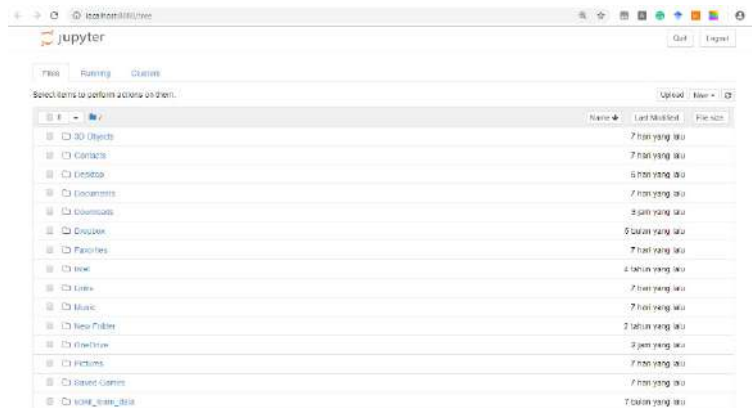 localhost:8888/tree
jupyter
Quit Logout
Files Running Clusters
Select items to perform actions on them.
Upload New
0 /
Name Last Modified File size
3D Objects 7 hari yang lalu
Contacts 7 hari yang lalu
Desktop 6 hari yang lalu
Documents 7 hari yang lalu
Downloads jam yang lalu
Dropbox bulan yang lalu
Favorites 7 hari yang lalu
Intel 4 tahun yang lalu
Links 7 hari yang lalu
Music 7 hari yang lalu
New Folder 2 tahun yang lalu
OneDrive jam yang lalu
Pictures 7 hari yang lalu
Saved Games 7 hari yang lalu
scikit_learn_data 7 bulan yang lalu